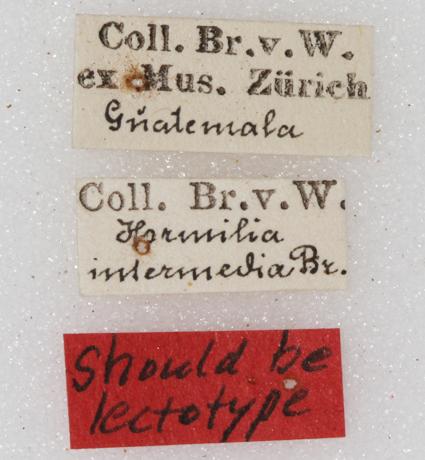 Coll. Br. v. W.
ex Mus. Zürich
Guatemala
Coll. Br. v. W.
Hormilia
intermedia Br.
Should be
lectotype